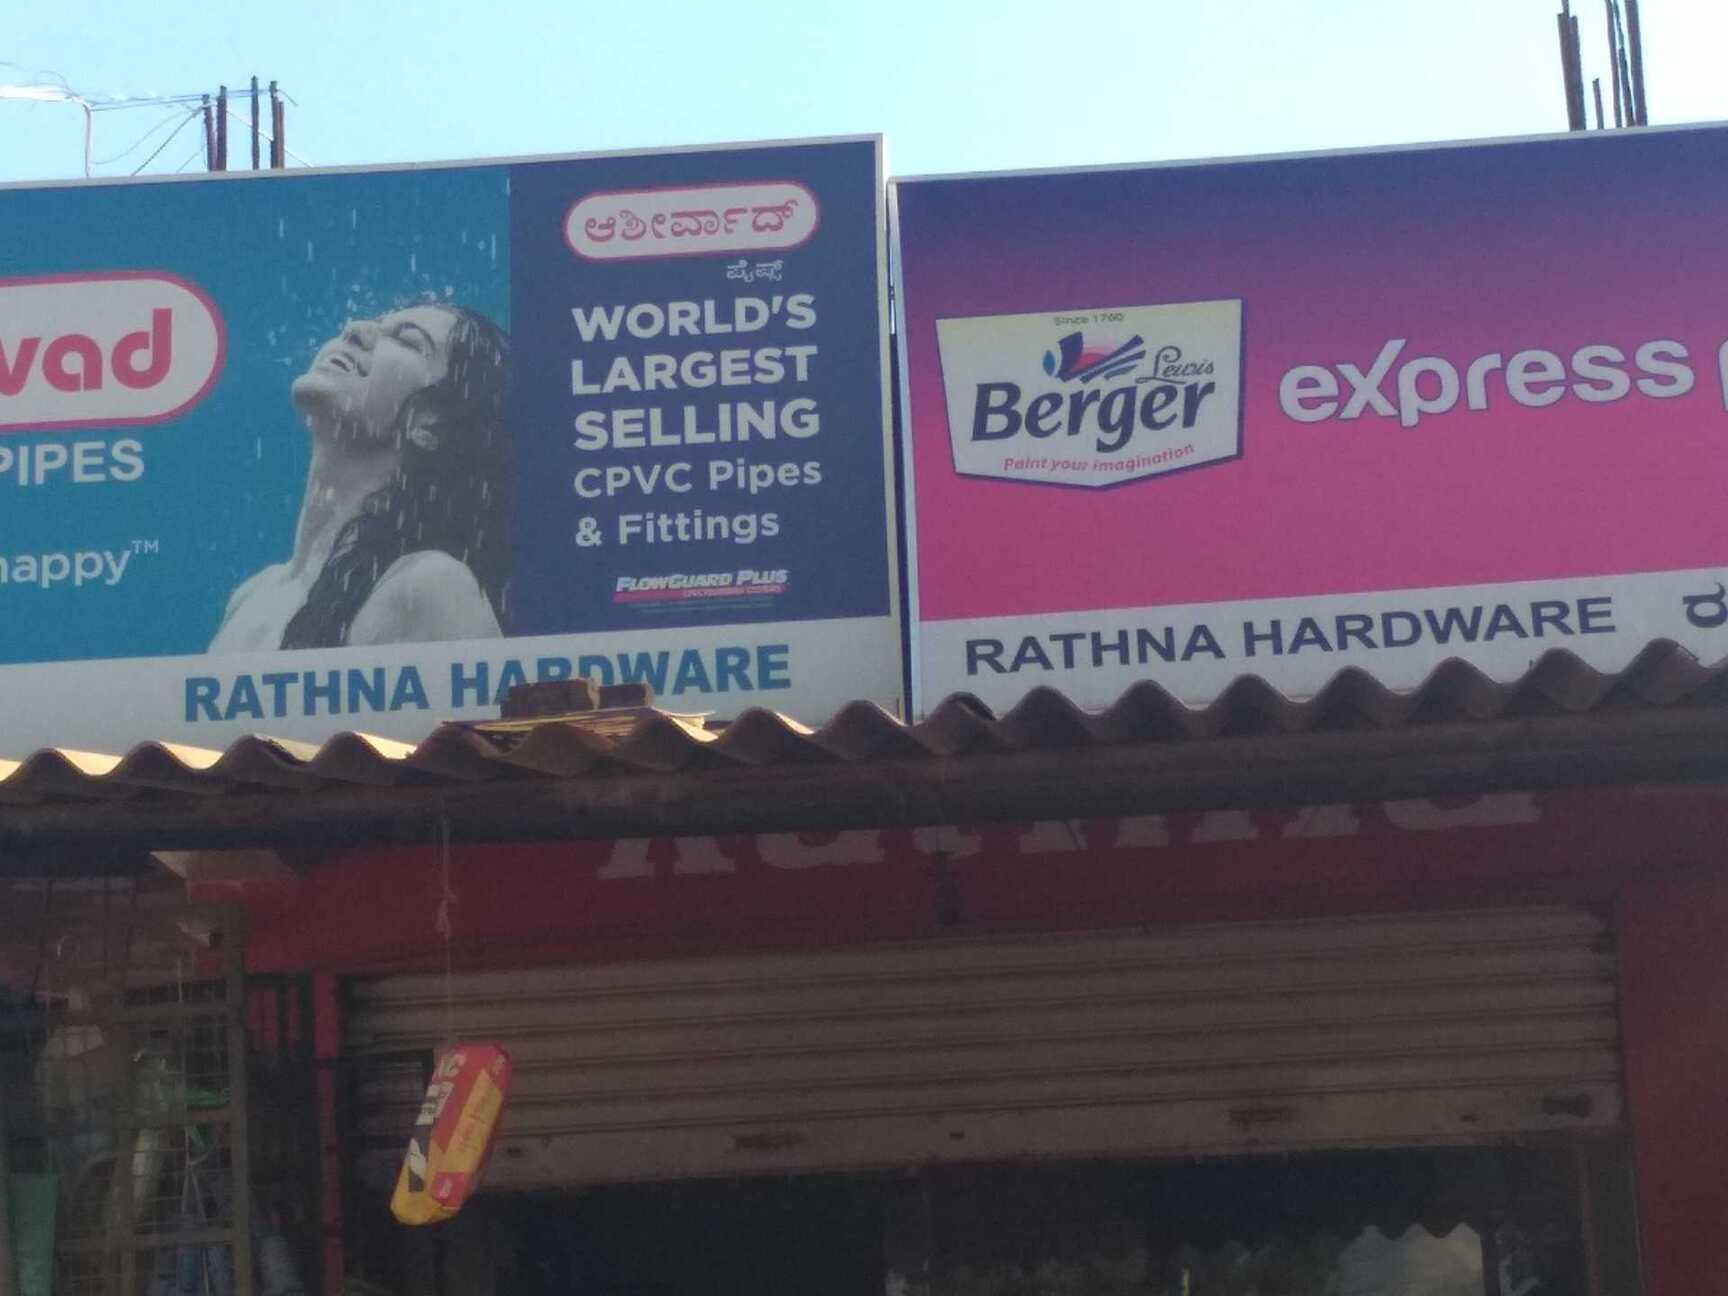 vad
PIPES
happy™
ಆಶೀರ್ವಾದ್
ಪೈಪ್ಸ್
WORLD'S
LARGEST
SELLING
CPVC Pipes
& Fittings
FLOWGUARD PLUS
RATHNA HARDWARE
Since 1760
Lewis
Berger
Paint your imagination
express
RATHNA HARDWARE
Rathna